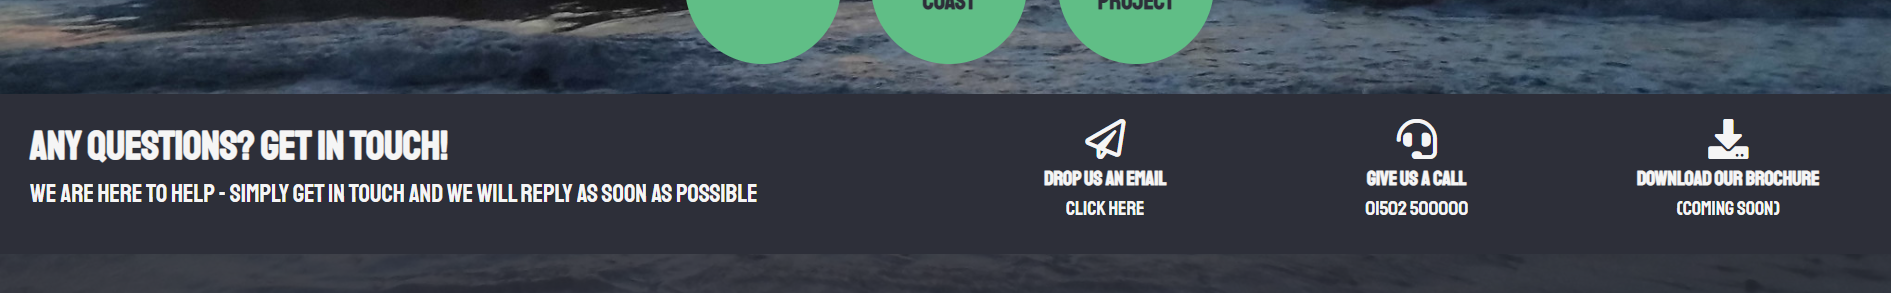 COAST
PROJECT
ANY QUESTIONS? GET IN TOUCH!
WE ARE HERE TO HELP - SIMPLY GET IN TOUCH AND WE WILL REPLY AS SOON AS POSSIBLE
DROP US AN EMAIL
CLICK HERE
GIVE US A CALL
01502 500000
DOWNLOAD OUR BROCHURE
(COMING SOON)